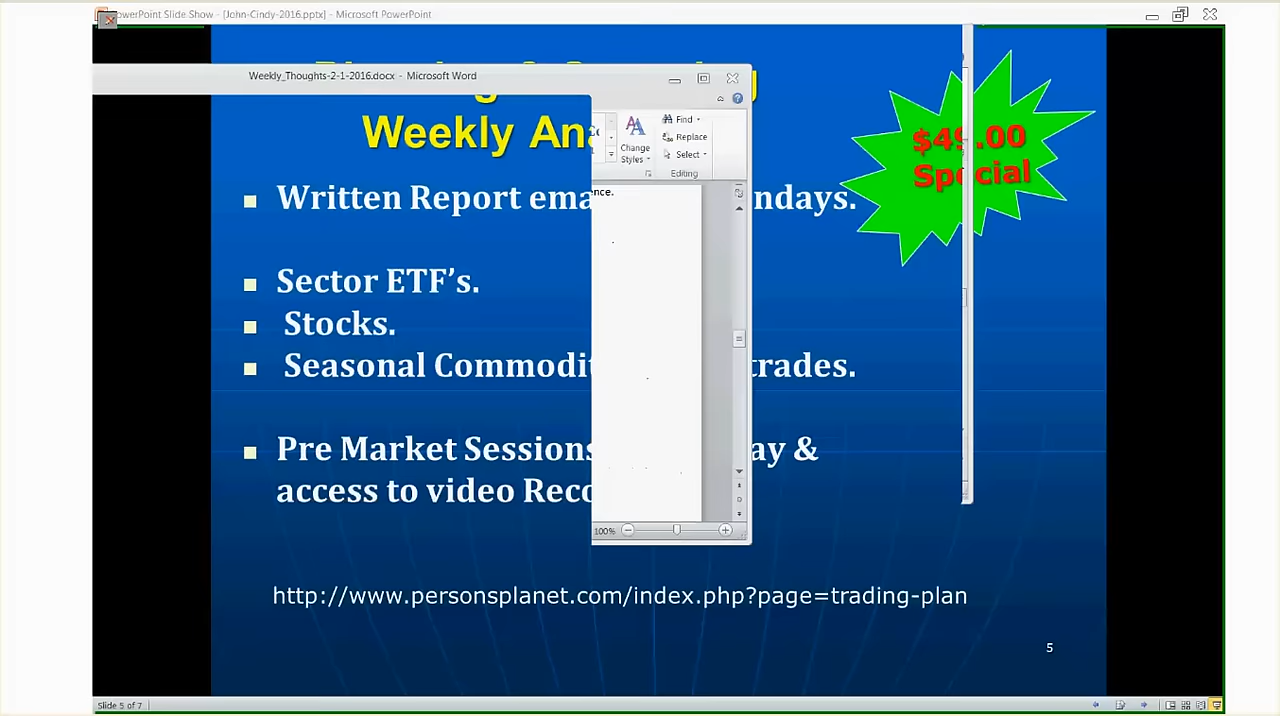 PowerPoint Slide Show - [John-Cindy-2016.pptx] - Microsoft PowerPoint
Weekly_Thoughts-2-1-2016.docx - Microsoft Word
Weekly An
Find
Replace
Select
Change
Styles
Editing
$49.00
Special
Written Report ema
ence.
ndays.
Sector ETF’s.
Stocks.
Seasonal Commodit
trades.
Pre Market Sessions
ay &
access to video Reco
100%
http://www.personsplanet.com/index.php?page=trading-plan
5
Slide 5 of 7